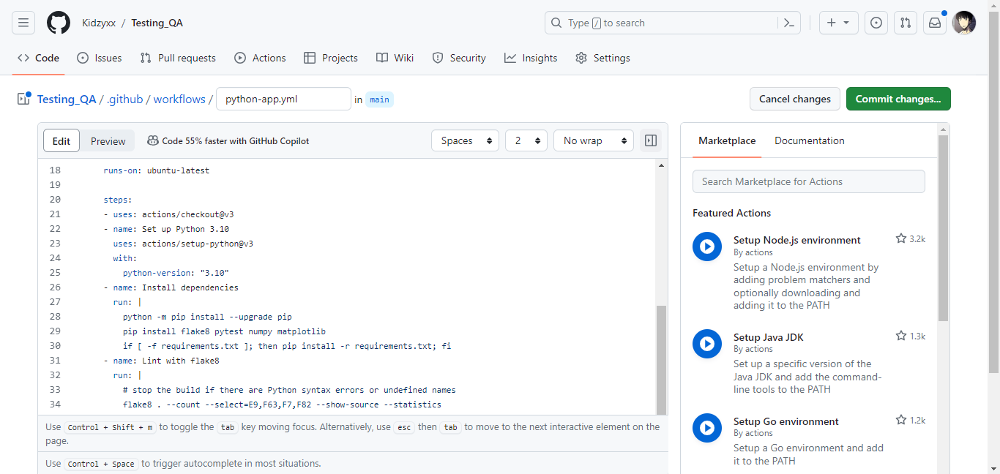 Kidzyxx / Testing_QA
Type / to search
Code Issues Pull requests Actions Projects Wiki Security Insights Settings
Testing_QA / .github / workflows / python-app.yml in main
Cancel changes Commit changes...
Edit Preview Code 55% faster with GitHub Copilot Spaces 2 No wrap
18 runs-on: ubuntu-latest
19
20 steps:
21 - uses: actions/checkout@v3
22 - name: Set up Python 3.10
23 uses: actions/setup-python@v3
24 with:
25 python-version: "3.10"
26 - name: Install dependencies
27 run: |
28 python -m pip install --upgrade pip
29 pip install flake8 pytest numpy matplotlib
30 if [ -f requirements.txt ]; then pip install -r requirements.txt; fi
31 - name: Lint with flake8
32 run: |
33 # stop the build if there are Python syntax errors or undefined names
34 flake8 . --count --select=E9,F63,F7,F82 --show-source --statistics
Use Control + Shift + m to toggle the tab key moving focus. Alternatively, use esc then tab to move to the next interactive element on the
page.
Use Control + Space to trigger autocomplete in most situations.
Marketplace Documentation
Search Marketplace for Actions
Featured Actions
Setup Node.js environment 3.2k
By actions
Setup a Node.js environment by
adding problem matchers and
optionally downloading and
adding it to the PATH
Setup Java JDK 1.3k
By actions
Set up a specific version of the
Java JDK and add the command-
line tools to the PATH
Setup Go environment 1.2k
By actions
Setup a Go environment and add
it to the PATH